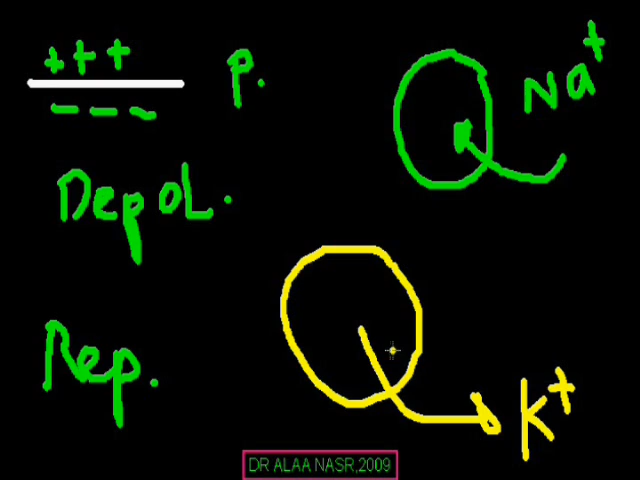 +++ P. Na+
---
DepoL.
Rep. K+
DR ALAA NASR,2009